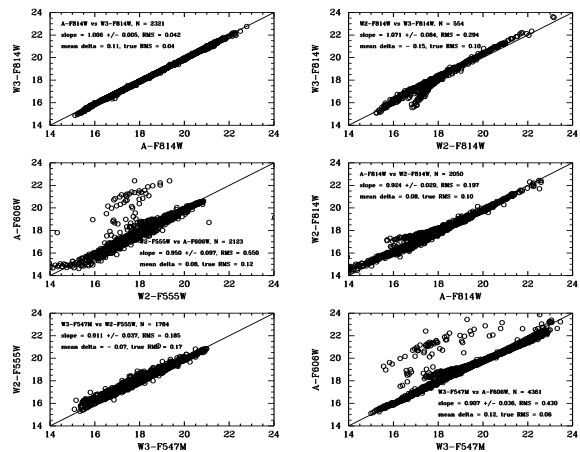 A-F814W vs W3-F814W, N = 2321
slope = 1.006 +/- 0.005, RMS = 0.042
mean delta = 0.11, true RMS = 0.04
W3-F814W
24
22
20
18
16
14
14 16 18 20 22 24
A-F814W
W2-F814W vs W3-F814W, N = 554
slope = 1.071 +/- 0.084, RMS = 0.294
mean delta = - 0.15, true RMS = 0.10
W3-F814W
24
22
20
18
16
14
14 16 18 20 22 24
W2-F814W
A-F606W
24
22
20
18
16
14
W2-F555W vs A-F606W, N = 2123
slope = 0.950 +/- 0.097, RMS = 0.550
mean delta = 0.08, true RMS = 0.12
14 16 18 20 22 24
W2-F555W
A-F814W vs W2-F814W, N = 2050
slope = 0.924 +/- 0.029, RMS = 0.197
mean delta = 0.08, true RMS = 0.10
W2-F814W
24
22
20
18
16
14
14 16 18 20 22 24
A-F814W
W3-F547M vs W2-F555W, N = 1784
slope = 0.911 +/- 0.037, RMS = 0.185
mean delta = - 0.07, true RMS = 0.17
W2-F555W
24
22
20
18
16
14
14 16 18 20 22 24
W3-F547M
A-F606W
24
22
20
18
16
14
W3-F547M vs A-F606W, N = 4361
slope = 0.907 +/- 0.036, RMS = 0.430
mean delta = 0.12, true RMS = 0.06
14 16 18 20 22 24
W3-F547M